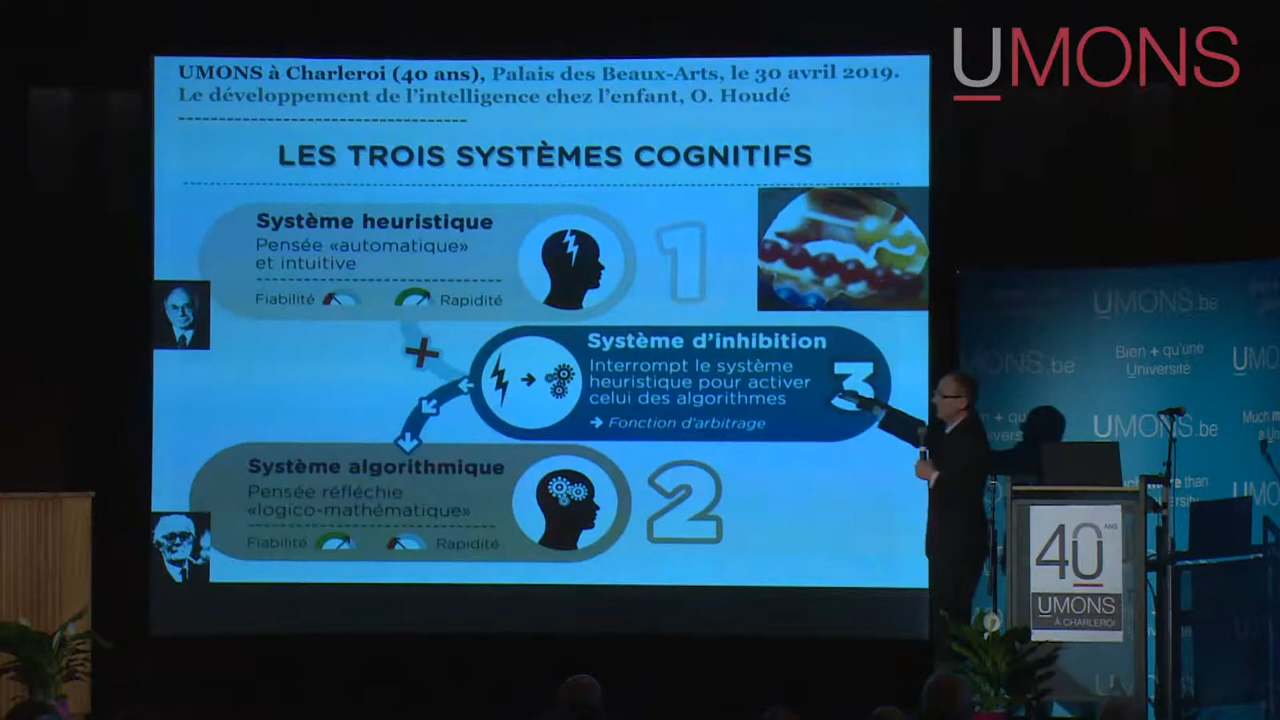 UMONS
UMONS à Charleroi (40 ans), Palais des Beaux-Arts, le 30 avril 2019.
Le développement de l'intelligence chez l'enfant, O. Houdé
LES TROIS SYSTÈMES COGNITIFS
Système heuristique
Pensée «automatique»
et intuitive
Fiabilité Rapidité
1
Système d'inhibition
Interrompt le système
heuristique pour activer
celui des algorithmes
→ Fonction d'arbitrage
3
Système algorithmique
Pensée réfléchie
«logico-mathématique»
Fiabilité Rapidité
2
UMONS.be
Bien + qu'une
Université
UMONS.be
40 ANS
UMONS
À CHARLEROI